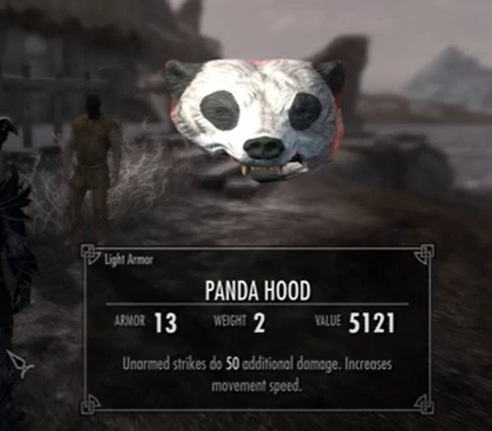 Light Armor
PANDA HOOD
ARMOR 13 WEIGHT 2 VALUE 5121
Unarmed strikes do 50 additional damage. Increases
movement speed.